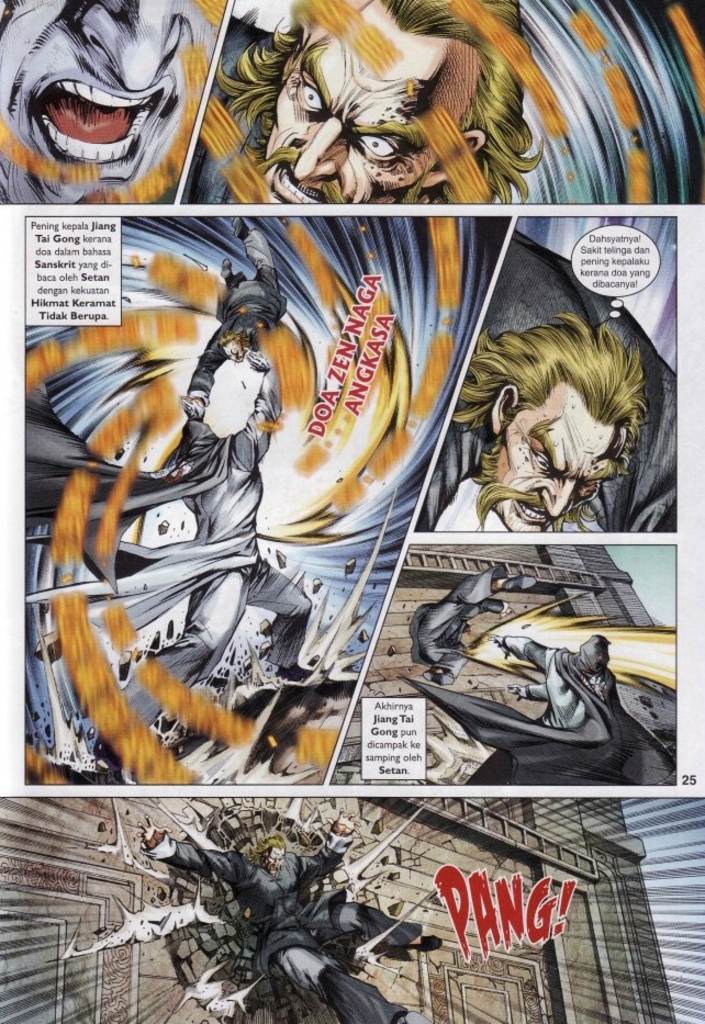 Pening kepala Jiang
Tai Gong kerana
doa dalam bahasa
Sanskrit yang di-
baca oleh Setan
dengan kekuatan
Hikmat Keramat
Tidak Berupa.
DOA ZEN NAGA
ANGKASA
Dahsyatnya!
Sakit telinga dan
pening kepalaku
kerana doa yang
dibacanya!
Akhirnya
Jiang Tai
Gong pun
dicampak ke
samping oleh
Setan.
25
PANG!